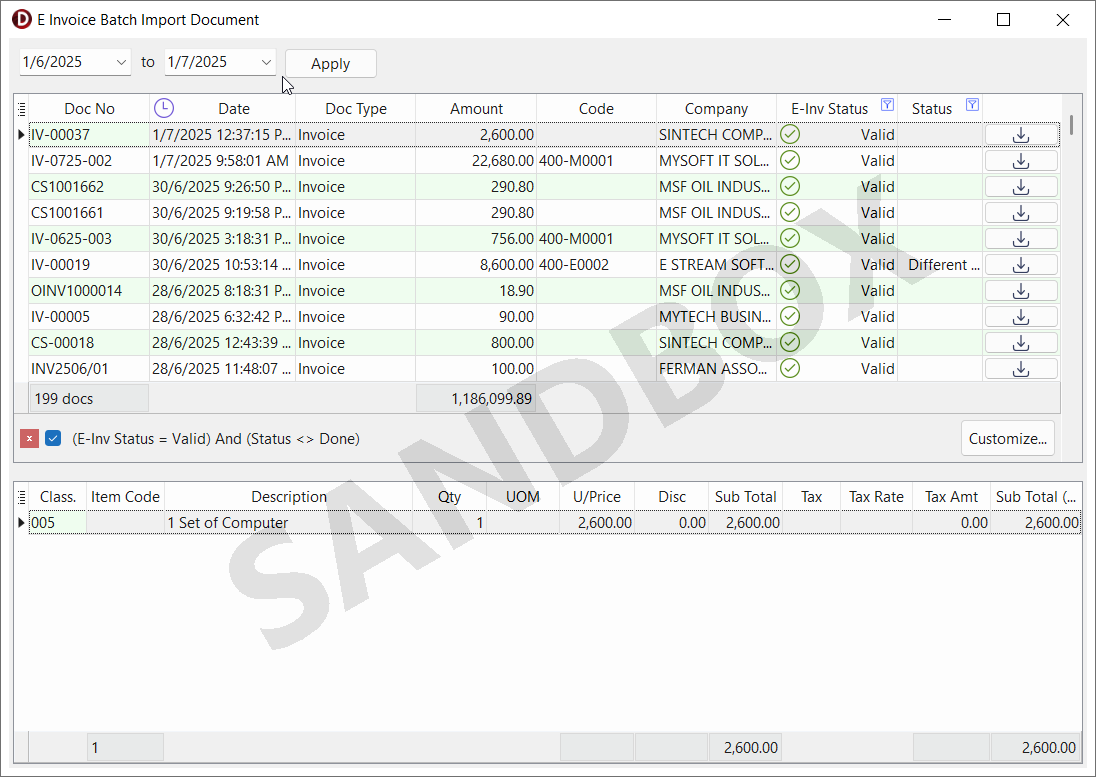 E Invoice Batch Import Document
1/6/2025 to 1/7/2025 Apply
Doc No Date Doc Type Amount Code Company E-Inv Status Status
IV-00037 1/7/2025 12:37:15 P... Invoice 2,600.00 SINTECH COMP... Valid
IV-0725-002 1/7/2025 9:58:01 AM Invoice 22,680.00 400-M0001 MYSOFT IT SOL... Valid
CS1001662 30/6/2025 9:26:50 P... Invoice 290.80 MSF OIL INDUS... Valid
CS1001661 30/6/2025 9:19:58 P... Invoice 290.80 MSF OIL INDUS... Valid
IV-0625-003 30/6/2025 3:18:31 P... Invoice 756.00 400-M0001 MYSOFT IT SOL... Valid
IV-00019 30/6/2025 10:53:14 ... Invoice 8,600.00 400-E0002 E STREAM SOFT... Valid Different ...
OINV1000014 28/6/2025 8:18:31 P... Invoice 18.90 MSF OIL INDUS... Valid
IV-00005 28/6/2025 6:32:42 P... Invoice 90.00 MYTECH BUSIN... Valid
CS-00018 28/6/2025 12:43:39 ... Invoice 800.00 SINTECH COMP... Valid
INV2506/01 28/6/2025 11:48:07 ... Invoice 100.00 FERMAN ASSO... Valid
199 docs 1,186,099.89
(E-Inv Status = Valid) And (Status <> Done) Customize...
SANDBOX
Class. Item Code Description Qty UOM U/Price Disc Sub Total Tax Tax Rate Tax Amt Sub Total (...
005 1 Set of Computer 1 2,600.00 0.00 2,600.00 0.00 2,600.00
1 2,600.00 2,600.00